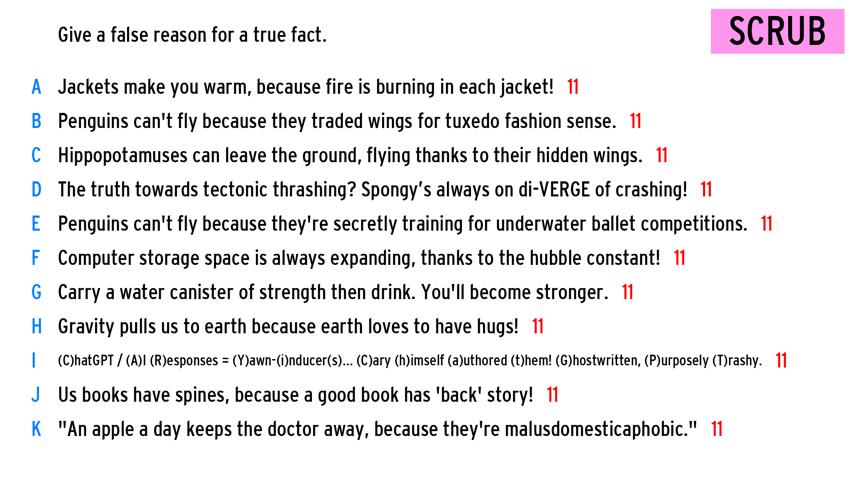 Give a false reason for a true fact.
SCRUB
A Jackets make you warm, because fire is burning in each jacket! 11
B Penguins can't fly because they traded wings for tuxedo fashion sense. 11
C Hippopotamuses can leave the ground, flying thanks to their hidden wings. 11
D The truth towards tectonic thrashing? Spongy’s always on di-VERGE of crashing! 11
E Penguins can't fly because they're secretly training for underwater ballet competitions. 11
F Computer storage space is always expanding, thanks to the hubble constant! 11
G Carry a water canister of strength then drink. You'll become stronger. 11
H Gravity pulls us to earth because earth loves to have hugs! 11
I (C)hatGPT / (A)I (R)esponses = (Y)awn-(i)nducer(s)... (C)ary (h)imself (a)uthored (t)hem! (G)hostwritten, (P)urposely (T)rashy. 11
J Us books have spines, because a good book has 'back' story! 11
K "An apple a day keeps the doctor away, because they're malusdomesticaphobic." 11